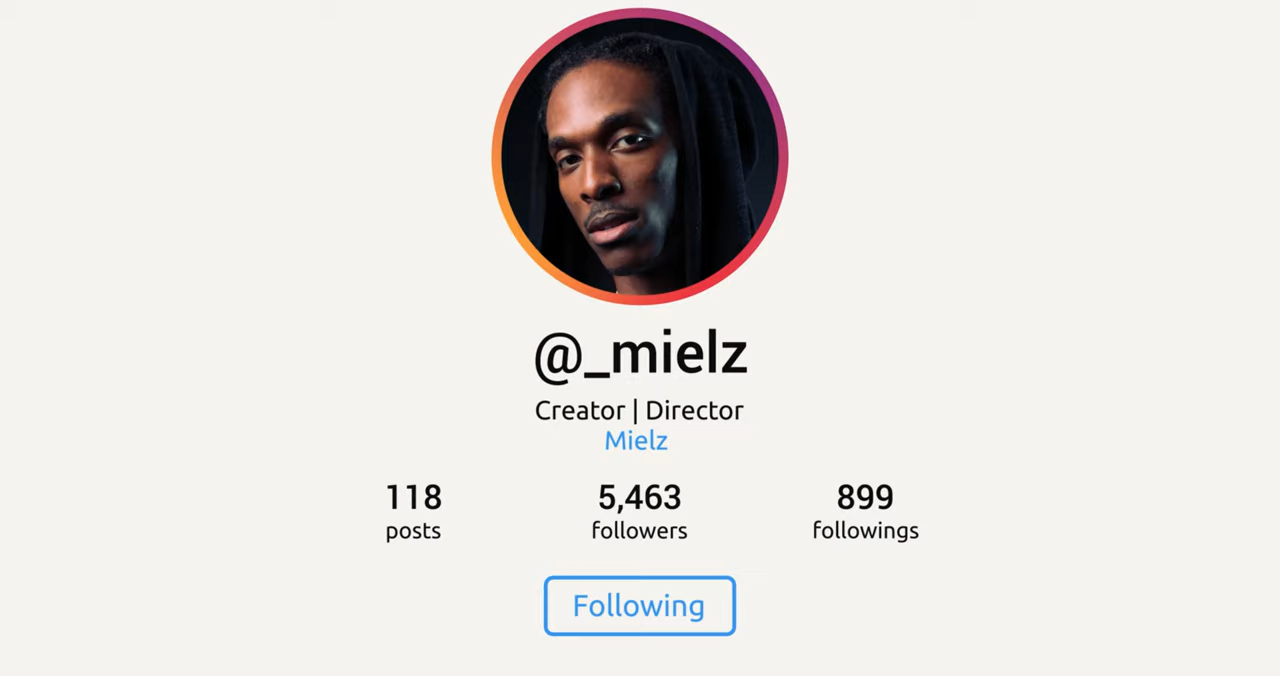 @_mielz
Creator | Director
Mielz
118 5,463 899
posts followers followings
Following